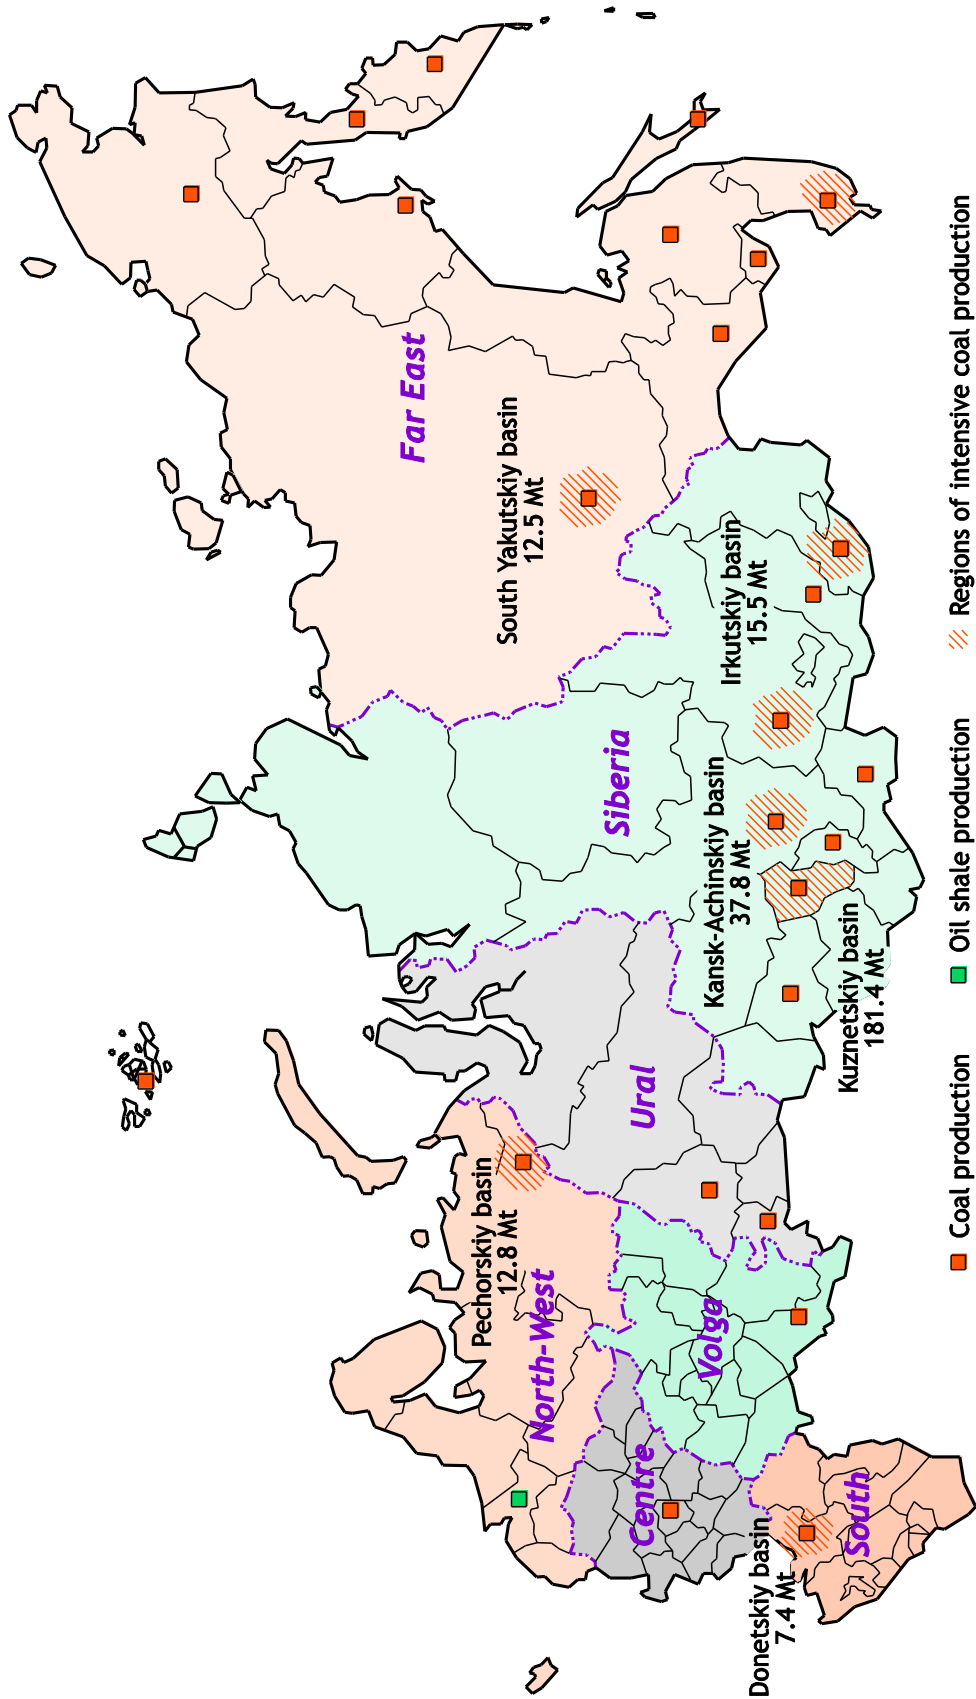 Far East
South Yakutskiy basin
12.5 Mt
Siberia
Irkutskiy basin
15.5 Mt
Kansk-Achinskiy basin
37.8 Mt
Kuznetskiy basin
181.4 Mt
Ural
Pechorskiy basin
12.8 Mt
North-West
Volga
Centre
Donetskiy basin
7.4 Mt
South
Coal production
Oil shale production
Regions of intensive coal production